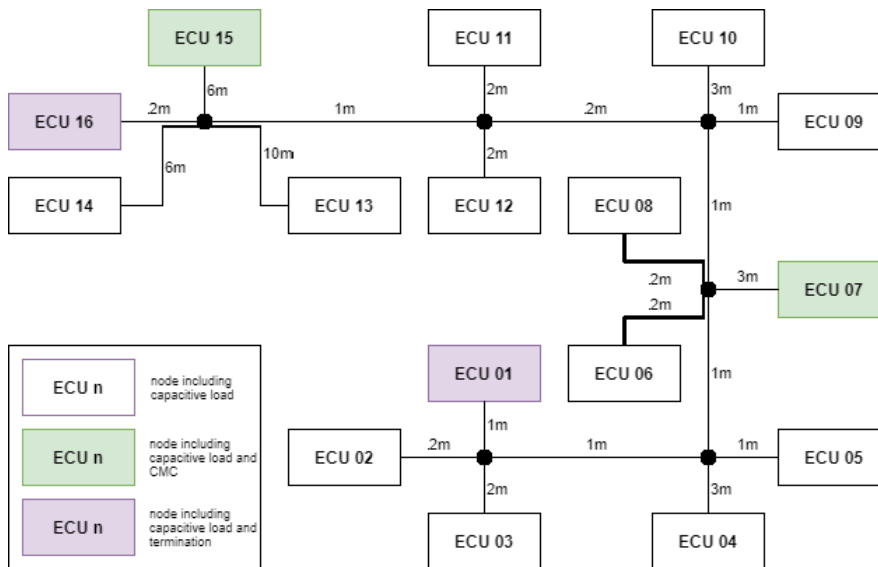 ECU 15
ECU 11
ECU 10
6m
2m
3m
ECU 16
.2m
1m
.2m
1m
ECU 09
6m
10m
2m
ECU 14
ECU 13
ECU 12
ECU 08
1m
.2m
3m
ECU 07
.2m
ECU 01
ECU 06
1m
ECU n
node including
capacitive load
1m
ECU 02
.2m
1m
1m
ECU 05
ECU n
node including
capacitive load and
CMC
2m
3m
ECU 03
ECU 04
ECU n
node including
capacitive load and
termination